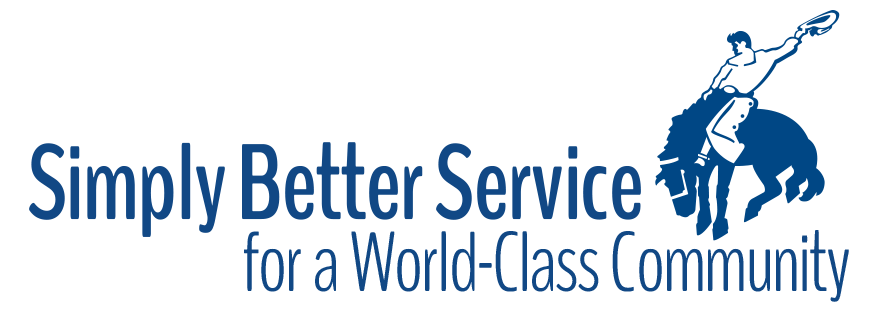 Simply Better Service
for a World-Class Community